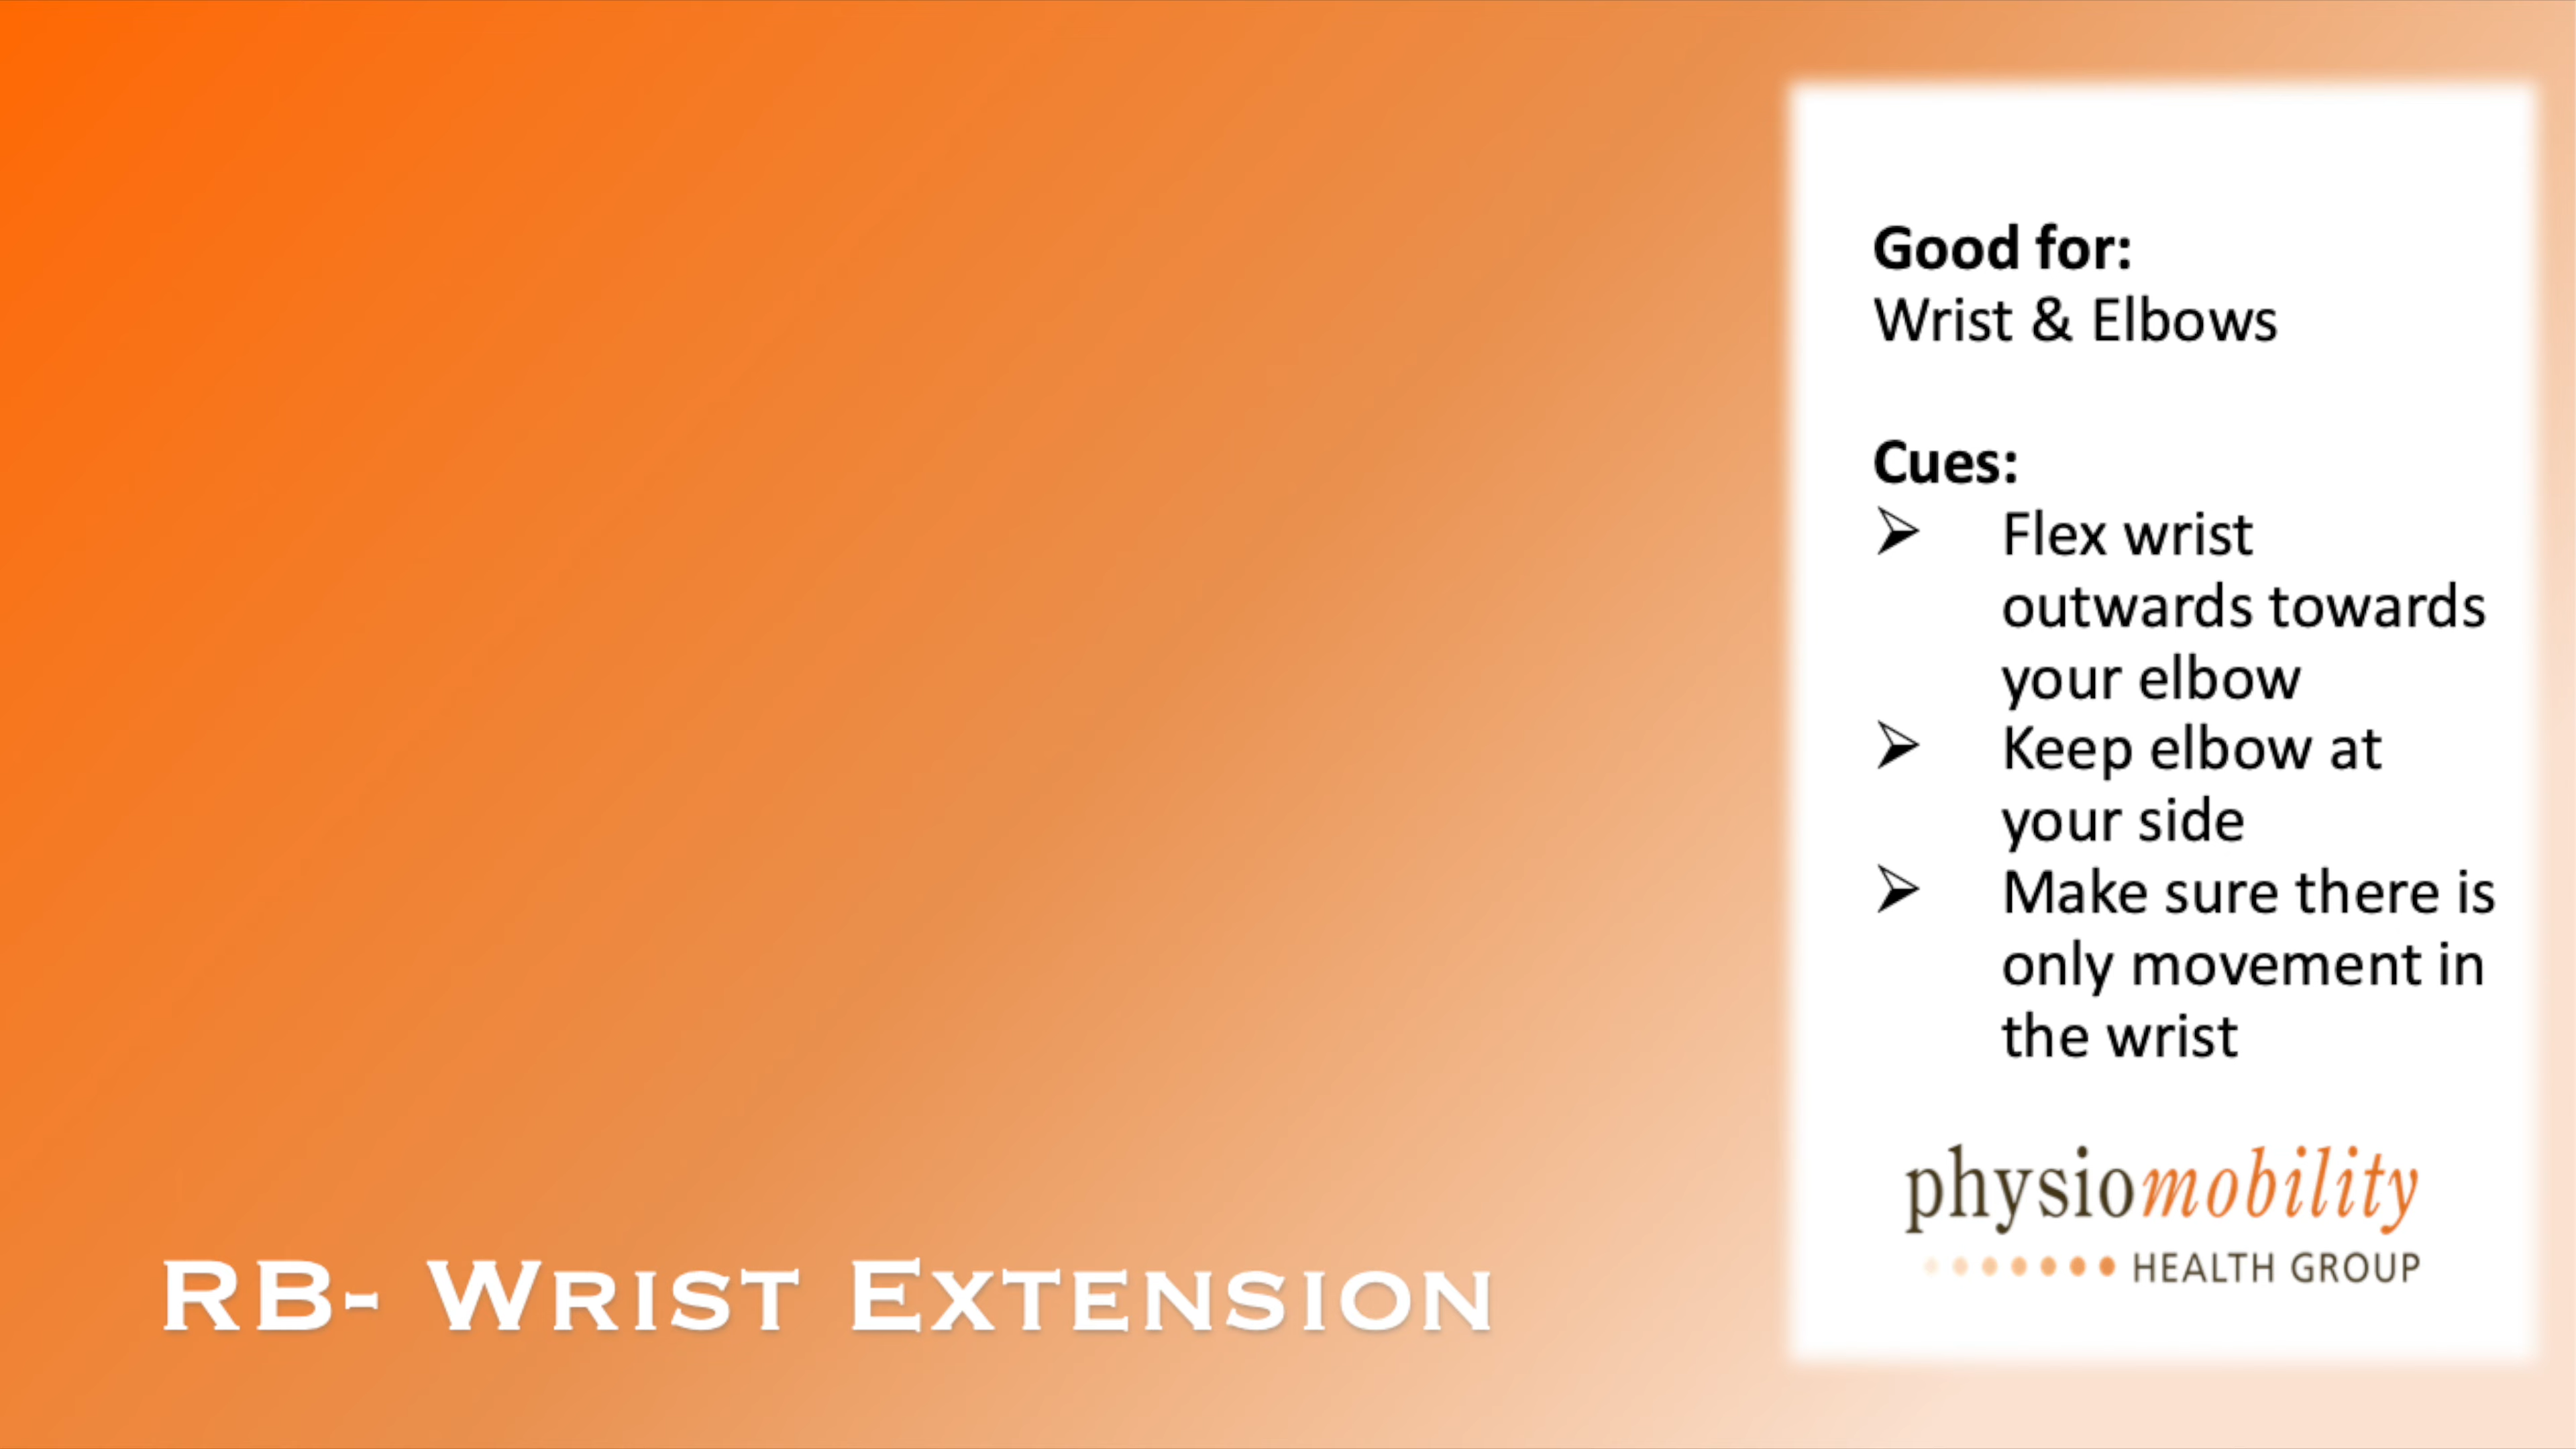 Good for:
Wrist & Elbows
Cues:
➢ Flex wrist
outwards towards
your elbow
➢ Keep elbow at
your side
➢ Make sure there is
only movement in
the wrist
physiomobility
HEALTH GROUP
RB- Wrist Extension